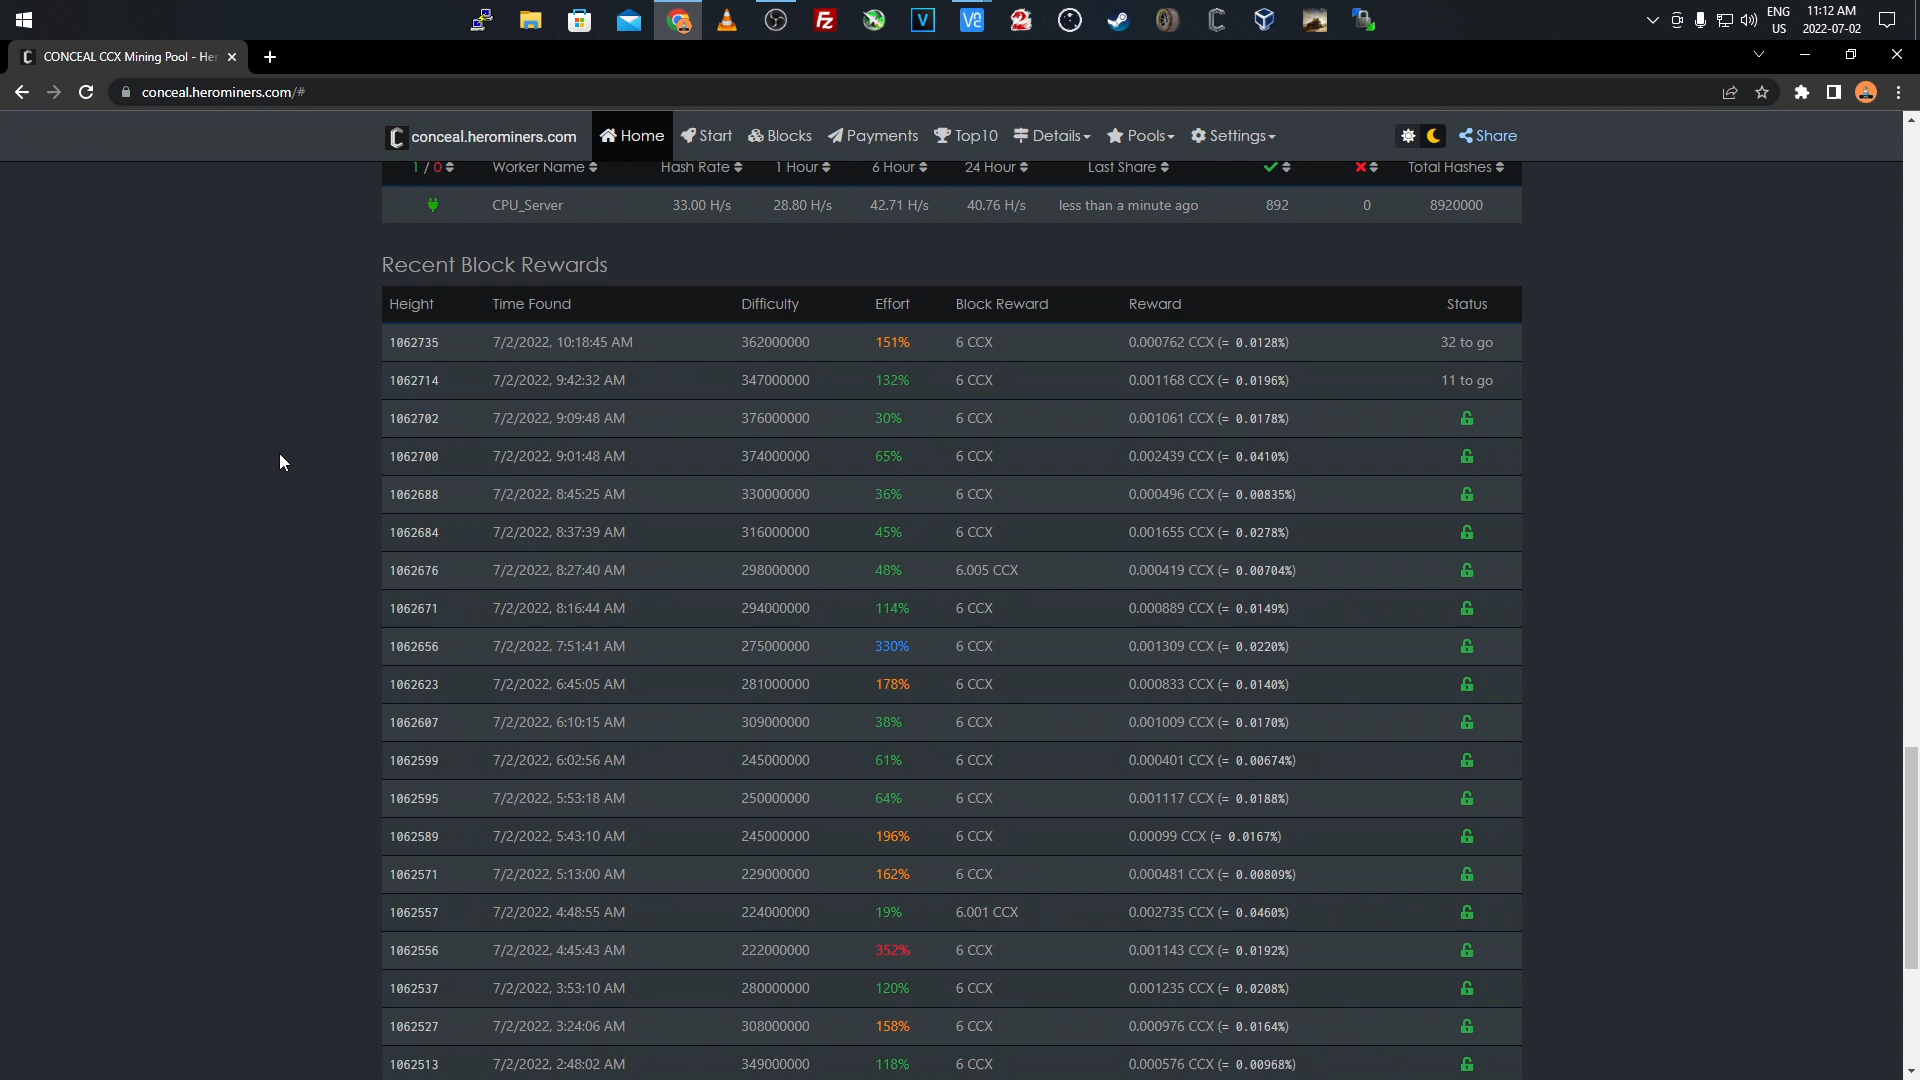 ENG
US
11:12 AM
2022-07-02
CONCEAL CCX Mining Pool - Her
conceal.herominers.com/#
conceal.herominers.com Home Start Blocks Payments Top10 Details Pools Settings Share
1 / 0 Worker Name Hash Rate 1 Hour 6 Hour 24 Hour Last Share Total Hashes
CPU_Server 33.00 H/s 28.80 H/s 42.71 H/s 40.76 H/s less than a minute ago 892 0 8920000
Recent Block Rewards
Height Time Found Difficulty Effort Block Reward Reward Status
1062735 7/2/2022, 10:18:45 AM 362000000 151% 6 CCX 0.000762 CCX (= 0.0128%) 32 to go
1062714 7/2/2022, 9:42:32 AM 347000000 132% 6 CCX 0.001168 CCX (= 0.0196%) 11 to go
1062702 7/2/2022, 9:09:48 AM 376000000 30% 6 CCX 0.001061 CCX (= 0.0178%)
1062700 7/2/2022, 9:01:48 AM 374000000 65% 6 CCX 0.002439 CCX (= 0.0410%)
1062688 7/2/2022, 8:45:25 AM 330000000 36% 6 CCX 0.000496 CCX (= 0.00835%)
1062684 7/2/2022, 8:37:39 AM 316000000 45% 6 CCX 0.001655 CCX (= 0.0278%)
1062676 7/2/2022, 8:27:40 AM 298000000 48% 6.005 CCX 0.000419 CCX (= 0.00704%)
1062671 7/2/2022, 8:16:44 AM 294000000 114% 6 CCX 0.000889 CCX (= 0.0149%)
1062656 7/2/2022, 7:51:41 AM 275000000 330% 6 CCX 0.001309 CCX (= 0.0220%)
1062623 7/2/2022, 6:45:05 AM 281000000 178% 6 CCX 0.000833 CCX (= 0.0140%)
1062607 7/2/2022, 6:10:15 AM 309000000 38% 6 CCX 0.001009 CCX (= 0.0170%)
1062599 7/2/2022, 6:02:56 AM 245000000 61% 6 CCX 0.000401 CCX (= 0.00674%)
1062595 7/2/2022, 5:53:18 AM 250000000 64% 6 CCX 0.001117 CCX (= 0.0188%)
1062589 7/2/2022, 5:43:10 AM 245000000 196% 6 CCX 0.00099 CCX (= 0.0167%)
1062571 7/2/2022, 5:13:00 AM 229000000 162% 6 CCX 0.000481 CCX (= 0.00809%)
1062557 7/2/2022, 4:48:55 AM 224000000 19% 6.001 CCX 0.002735 CCX (= 0.0460%)
1062556 7/2/2022, 4:45:43 AM 222000000 352% 6 CCX 0.001143 CCX (= 0.0192%)
1062537 7/2/2022, 3:53:10 AM 280000000 120% 6 CCX 0.001235 CCX (= 0.0208%)
1062527 7/2/2022, 3:24:06 AM 308000000 158% 6 CCX 0.000976 CCX (= 0.0164%)
1062513 7/2/2022, 2:48:02 AM 349000000 118% 6 CCX 0.000576 CCX (= 0.00968%)